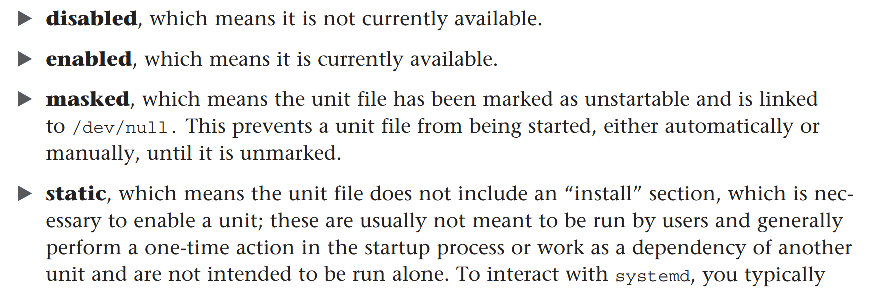 ▶ disabled, which means it is not currently available.
▶ enabled, which means it is currently available.
▶ masked, which means the unit file has been marked as unstartable and is linked
to /dev/null. This prevents a unit file from being started, either automatically or
manually, until it is unmarked.
▶ static, which means the unit file does not include an “install” section, which is nec-
essary to enable a unit; these are usually not meant to be run by users and generally
perform a one-time action in the startup process or work as a dependency of another
unit and are not intended to be run alone. To interact with systemd, you typically